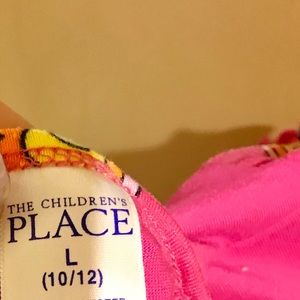 THE CHILDREN'S
PLACE
L
(10/12)